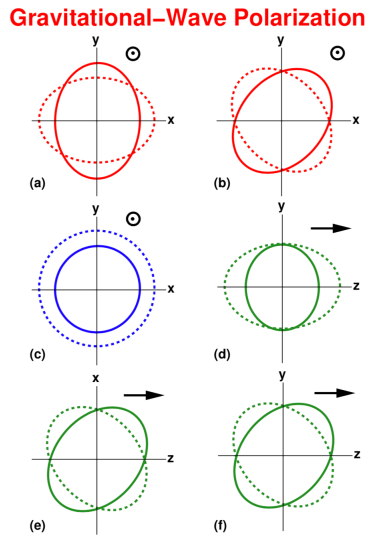 Gravitational-Wave Polarization
y
x
(a)
y
x
(b)
y
x
(c)
y
z
(d)
x
z
(e)
y
z
(f)